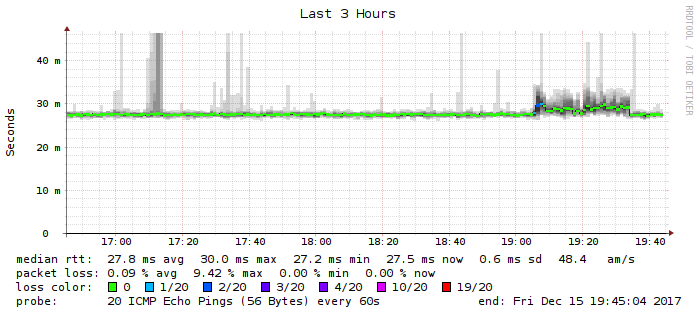 Last 3 Hours
RRDTOOL / TOBI OETIKER
Seconds
40 m
30 m
20 m
10 m
0
17:00 17:20 17:40 18:00 18:20 18:40 19:00 19:20 19:40
median rtt: 27.8 ms avg 30.0 ms max 27.2 ms min 27.5 ms now 0.6 ms sd 48.4 am/s
packet loss: 0.09 % avg 9.42 % max 0.00 % min 0.00 % now
loss color: 0 1/20 2/20 3/20 4/20 10/20 19/20
probe: 20 ICMP Echo Pings (56 Bytes) every 60s end: Fri Dec 15 19:45:04 2017